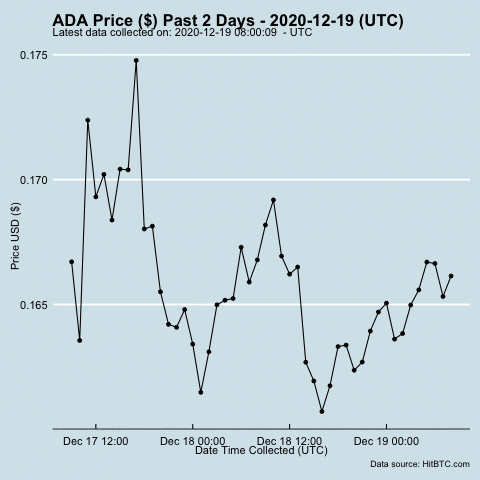 ADA Price ($) Past 2 Days - 2020-12-19 (UTC)
Latest data collected on: 2020-12-19 08:00:09 - UTC
0.175
0.170
0.165
Price USD ($)
Dec 17 12:00 Dec 18 00:00 Dec 18 12:00 Dec 19 00:00
Date Time Collected (UTC)
Data source: HitBTC.com